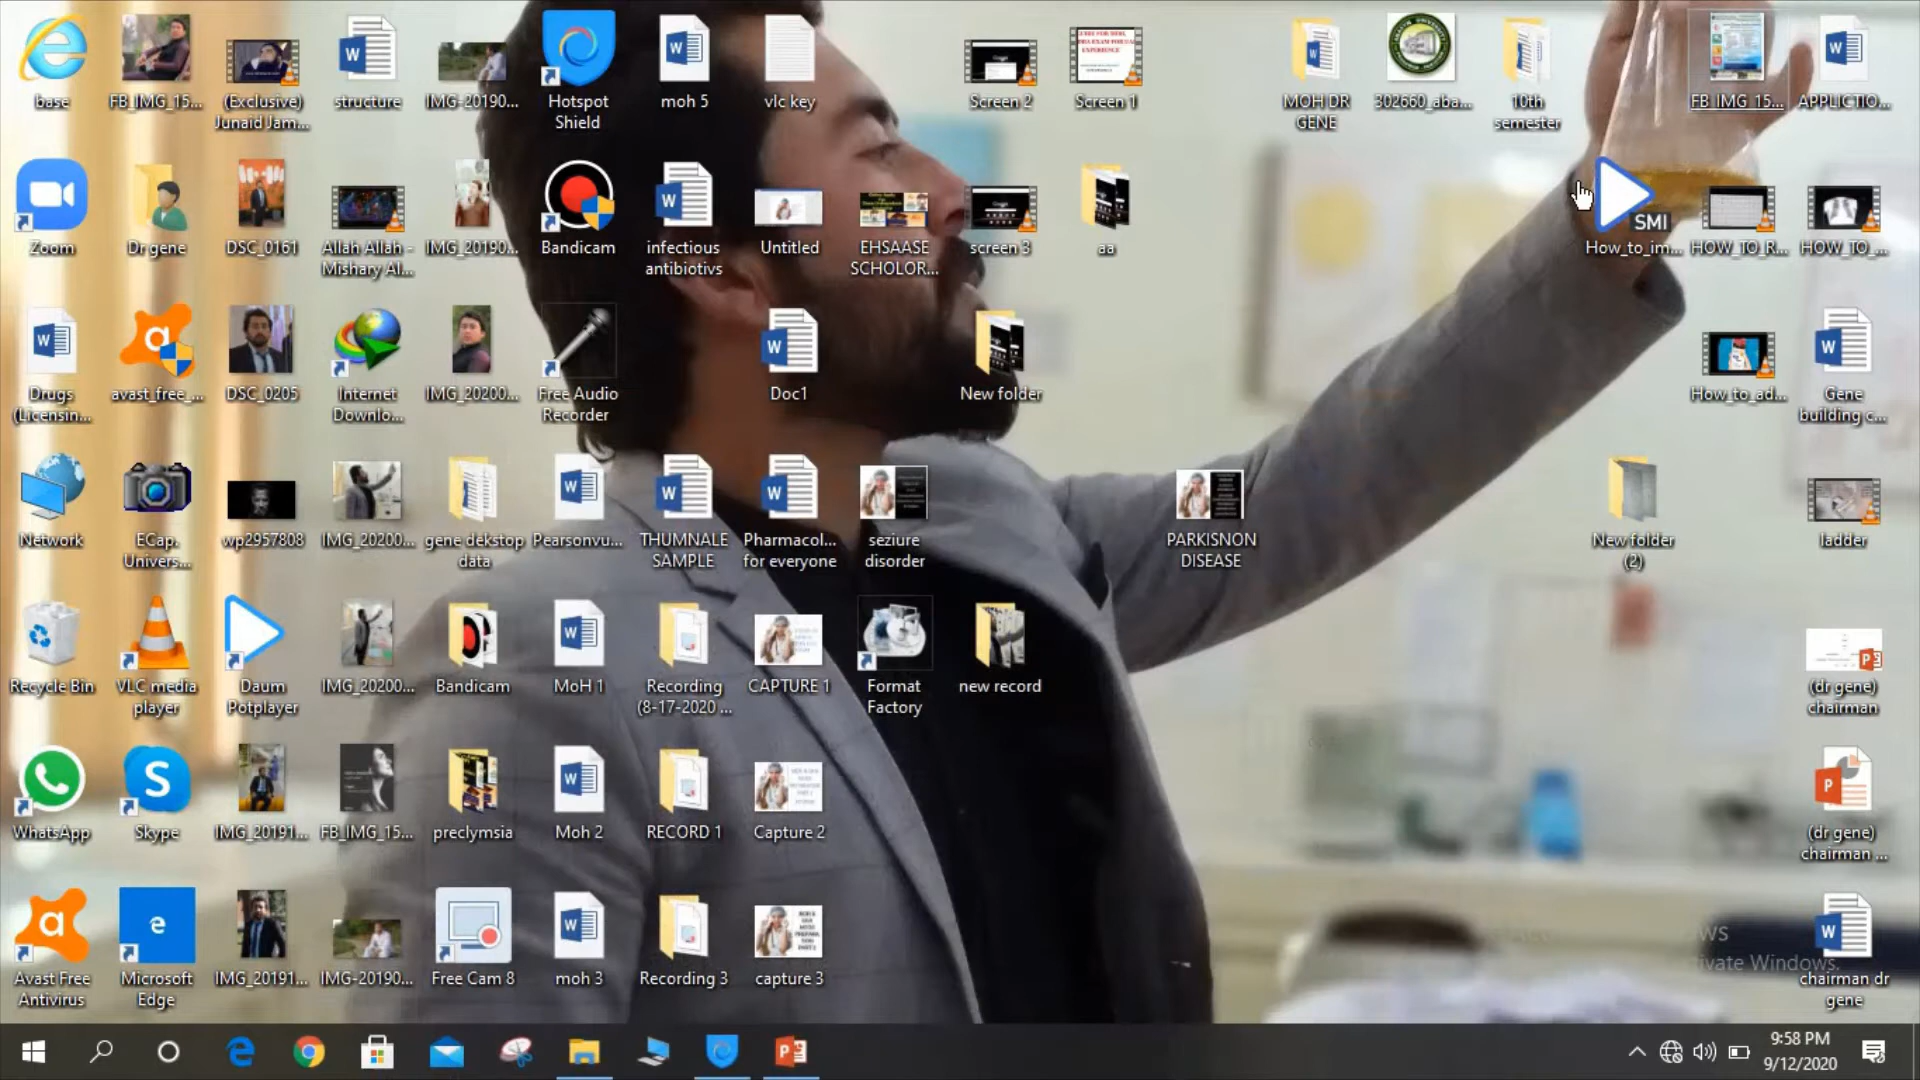 base
FB_IMG_15...
(Exclusive)
Junaid Jam...
structure
IMG-20190...
Hotspot
Shield
moh 5
vlc key
Screen 2
Screen 1
MOH DR
GENE
302660_aba...
10th
semester
FB_IMG_15...
APPLICTIO...
Zoom
Dr gene
DSC_0161
Allah Allah -
Mishary Al...
IMG_20190...
Bandicam
infectious
antibiotivs
Untitled
EHSAASE
SCHOLOR...
screen 3
aa
SMI
How_to_im...
HOW_TO_R...
HOW_TO_...
Drugs
(Licensin...
avast_free_...
DSC_0205
Internet
Downlo...
IMG_20200...
Free Audio
Recorder
Doc1
New folder
How_to_ad...
Gene
building c...
Network
ECap.
Univers...
wp2957808
IMG_20200...
gene dekstop
data
Pearsonvu...
THUMNALE
SAMPLE
Pharmacol...
for everyone
seziure
disorder
PARKISNON
DISEASE
New folder
(2)
ladder
Recycle Bin
VLC media
player
Daum
Potplayer
IMG_20200...
Bandicam
MoH 1
Recording
(8-17-2020 ...
CAPTURE 1
Format
Factory
new record
(dr gene)
chairman
WhatsApp
Skype
IMG_20191...
FB_IMG_15...
preclymsia
Moh 2
RECORD 1
Capture 2
(dr gene)
chairman ...
Avast Free
Antivirus
Microsoft
Edge
IMG_20191...
IMG-20190...
Free Cam 8
moh 3
Recording 3
capture 3
chairman dr
gene
9:58 PM
9/12/2020